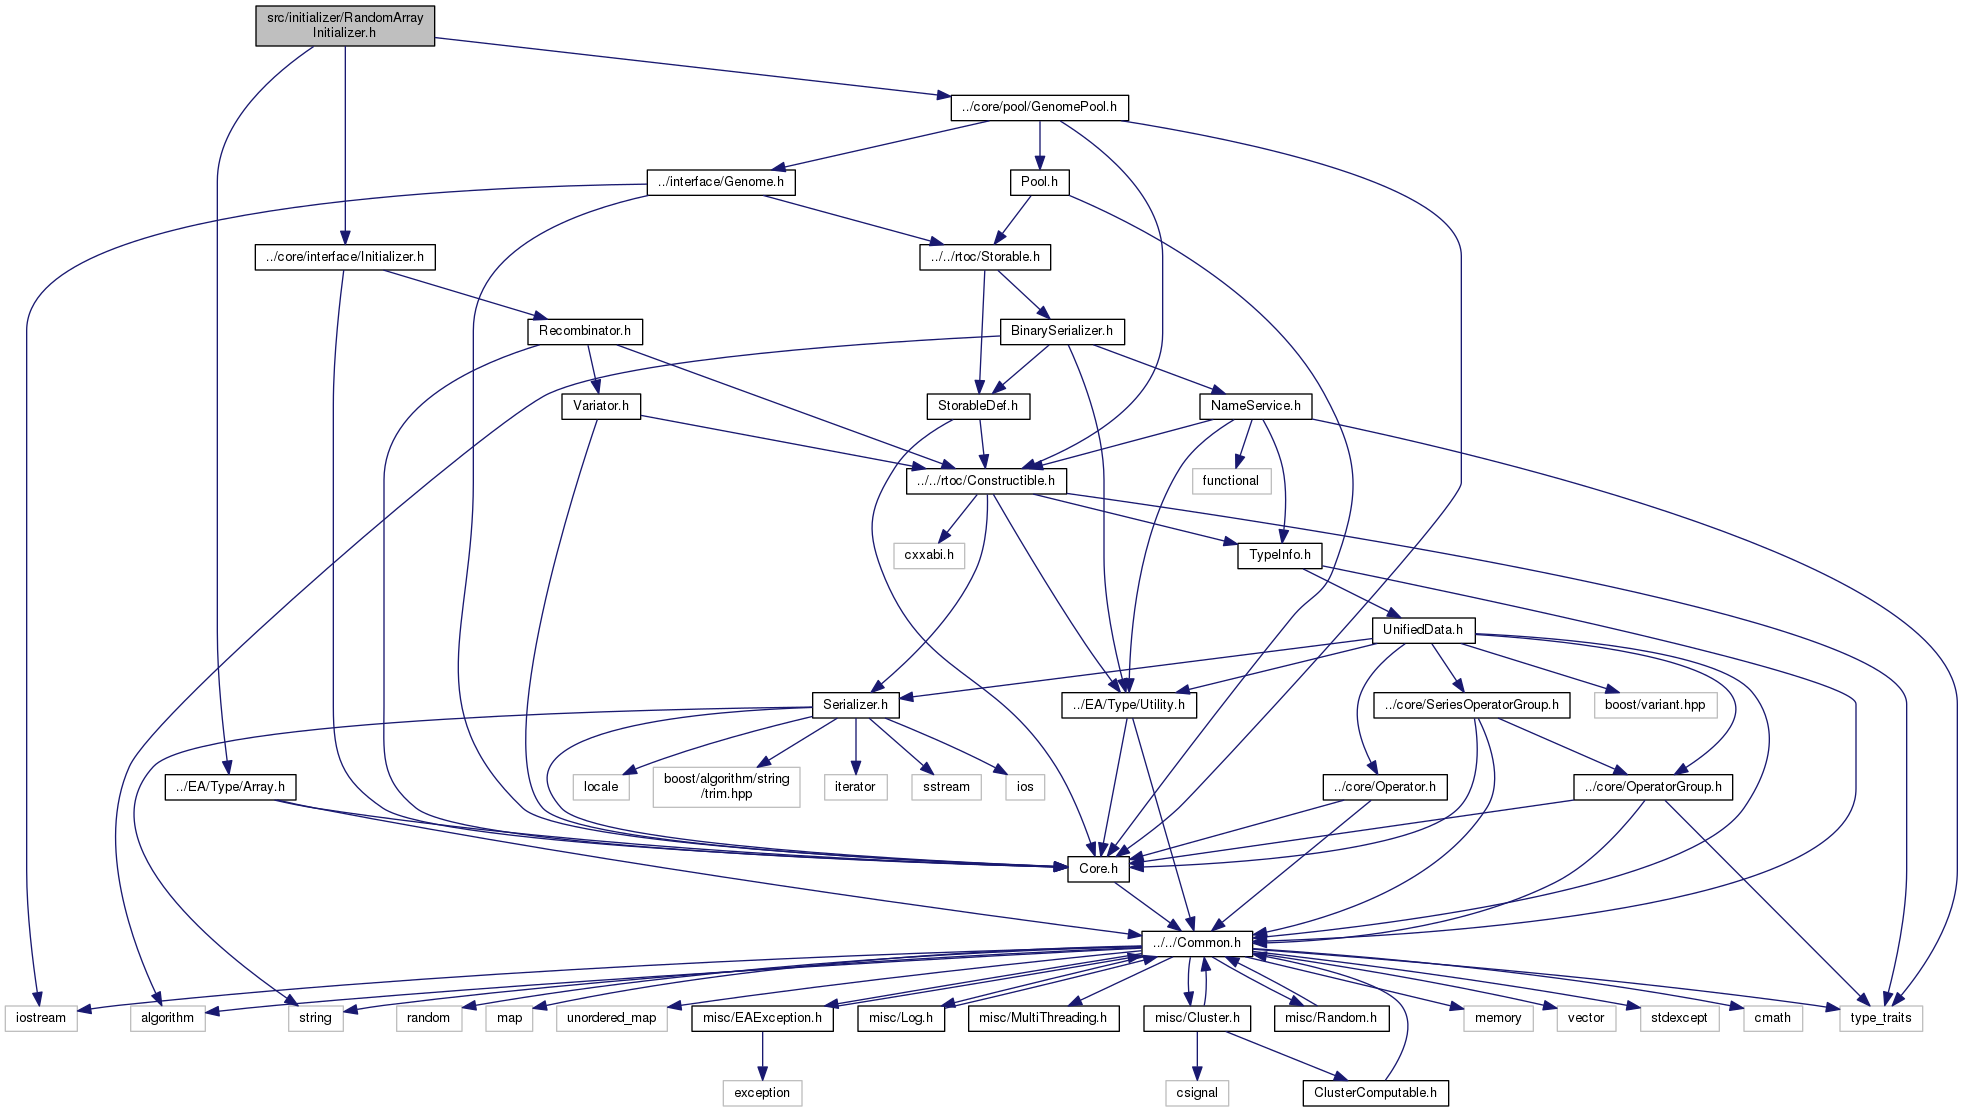 src/initializer/RandomArray
Initializer.h
../core/pool/GenomePool.h
../interface/Genome.h
Pool.h
../core/interface/Initializer.h
../../rtoc/Storable.h
Recombinator.h
BinarySerializer.h
Variator.h
StorableDef.h
NameService.h
../../rtoc/Constructible.h
functional
cxxabi.h
TypeInfo.h
UnifiedData.h
Serializer.h
../EA/Type/Utility.h
../core/SeriesOperatorGroup.h
boost/variant.hpp
../EA/Type/Array.h
locale
boost/algorithm/string
/trim.hpp
iterator
sstream
ios
../core/Operator.h
../core/OperatorGroup.h
Core.h
../../Common.h
iostream
algorithm
string
random
map
unordered_map
misc/EAException.h
misc/Log.h
misc/MultiThreading.h
misc/Cluster.h
misc/Random.h
memory
vector
stdexcept
cmath
type_traits
exception
csignal
ClusterComputable.h